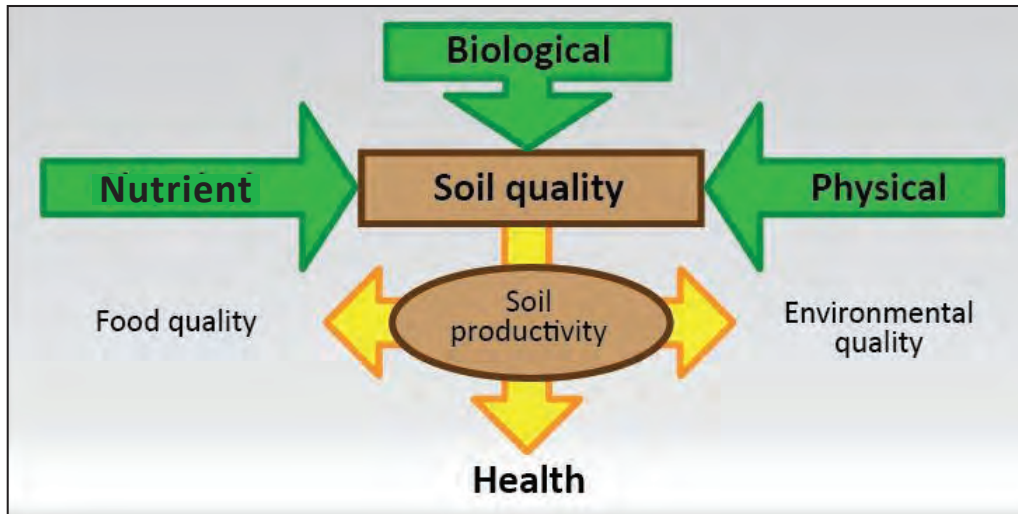 Biological
Nutrient
Soil quality
Physical
Food quality
Soil
productivity
Environmental
quality
Health